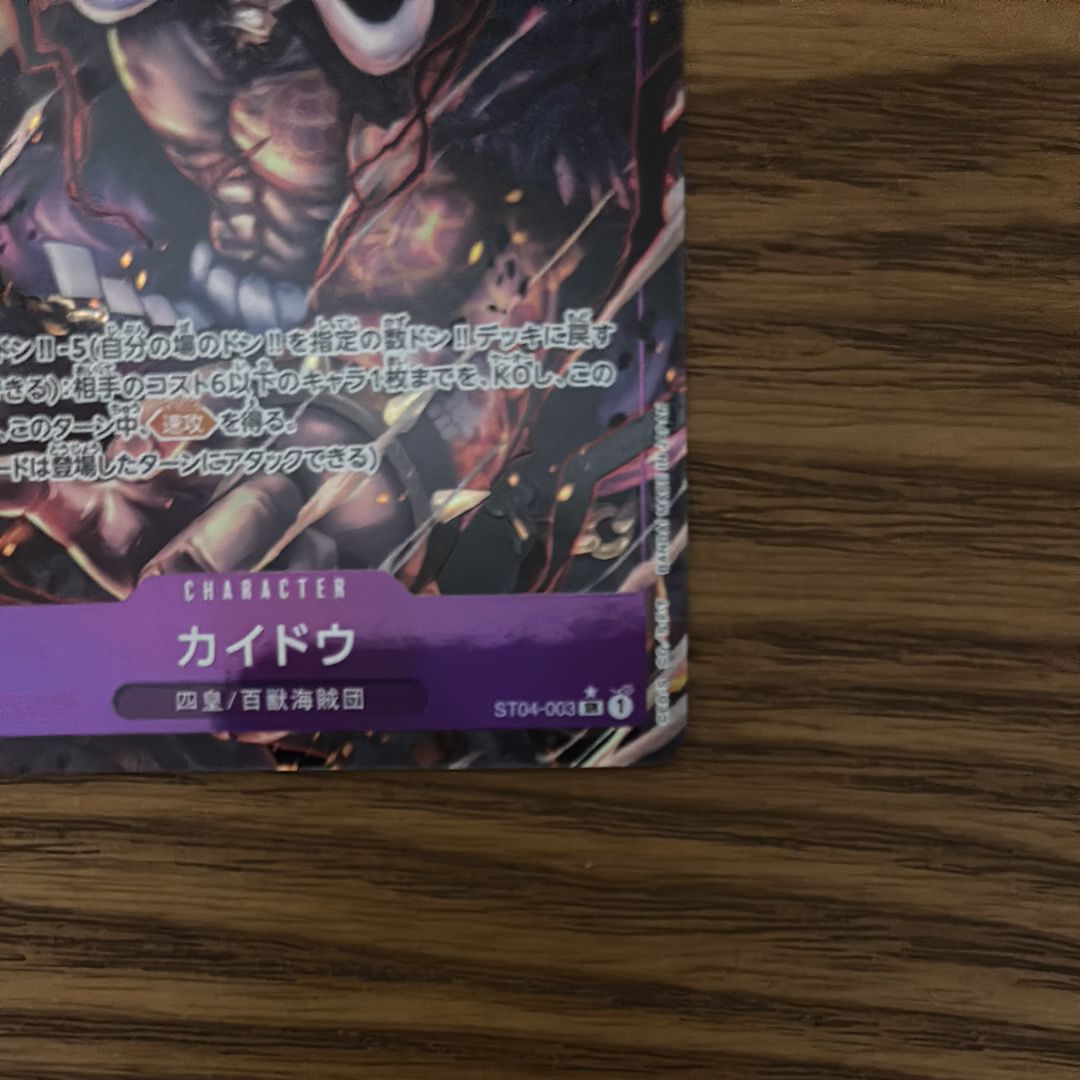 ドン!!-5(自分の場のドン!!を指定の数ドン!!デッキに戻す
きる):相手のコスト6以下のキャラ1枚までを、KOし、この
、このターン中、速攻を得る。
ードは登場したターンにアタックできる)
CHARACTER
カイドウ
四皇/百獣海賊団
ST04-003 SR 1